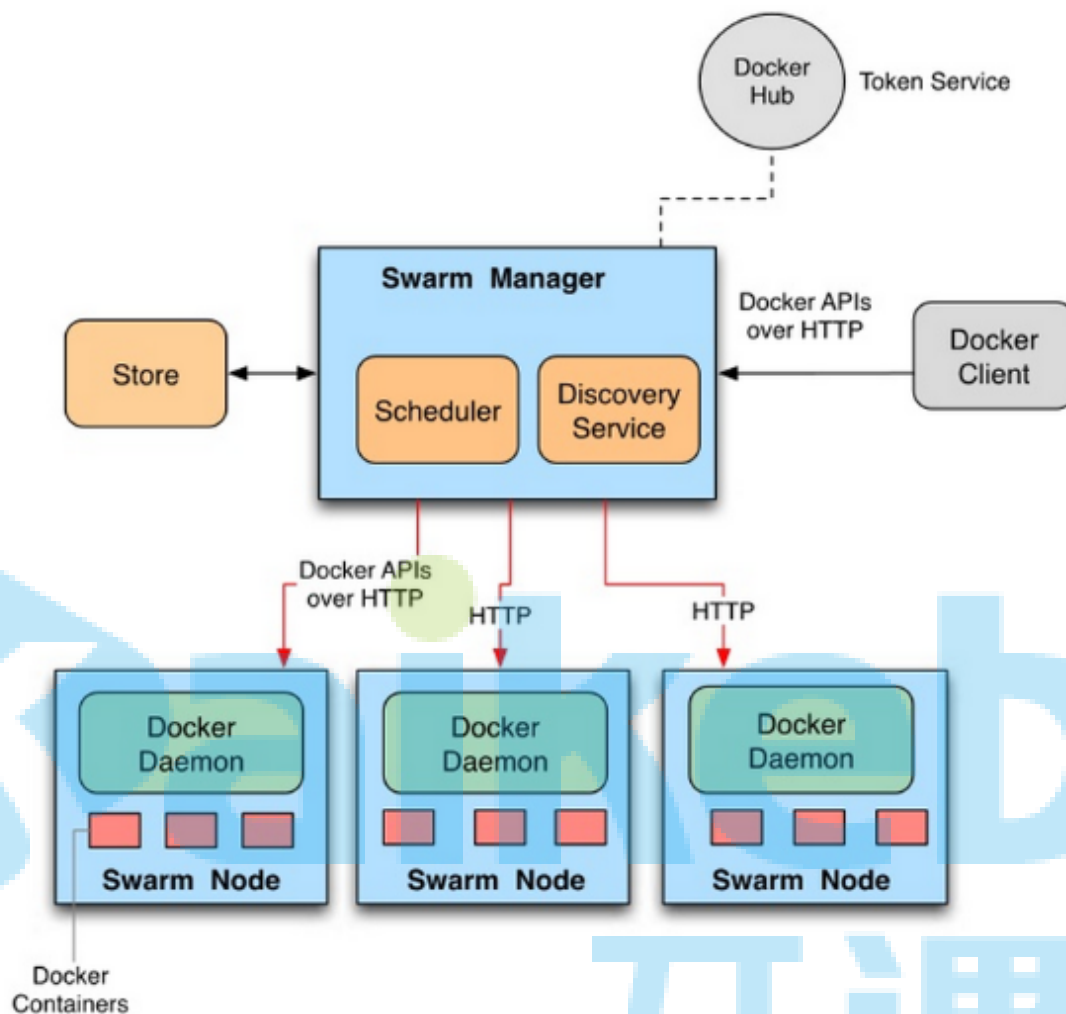 Docker
Hub
Token Service
Swarm Manager
Docker APIs
over HTTP
Docker
Client
Store
Scheduler
Discovery
Service
Docker APIs
over HTTP
HTTP
HTTP
Docker
Daemon
Docker
Daemon
Docker
Daemon
Swarm Node
Swarm Node
Swarm Node
Docker
Containers